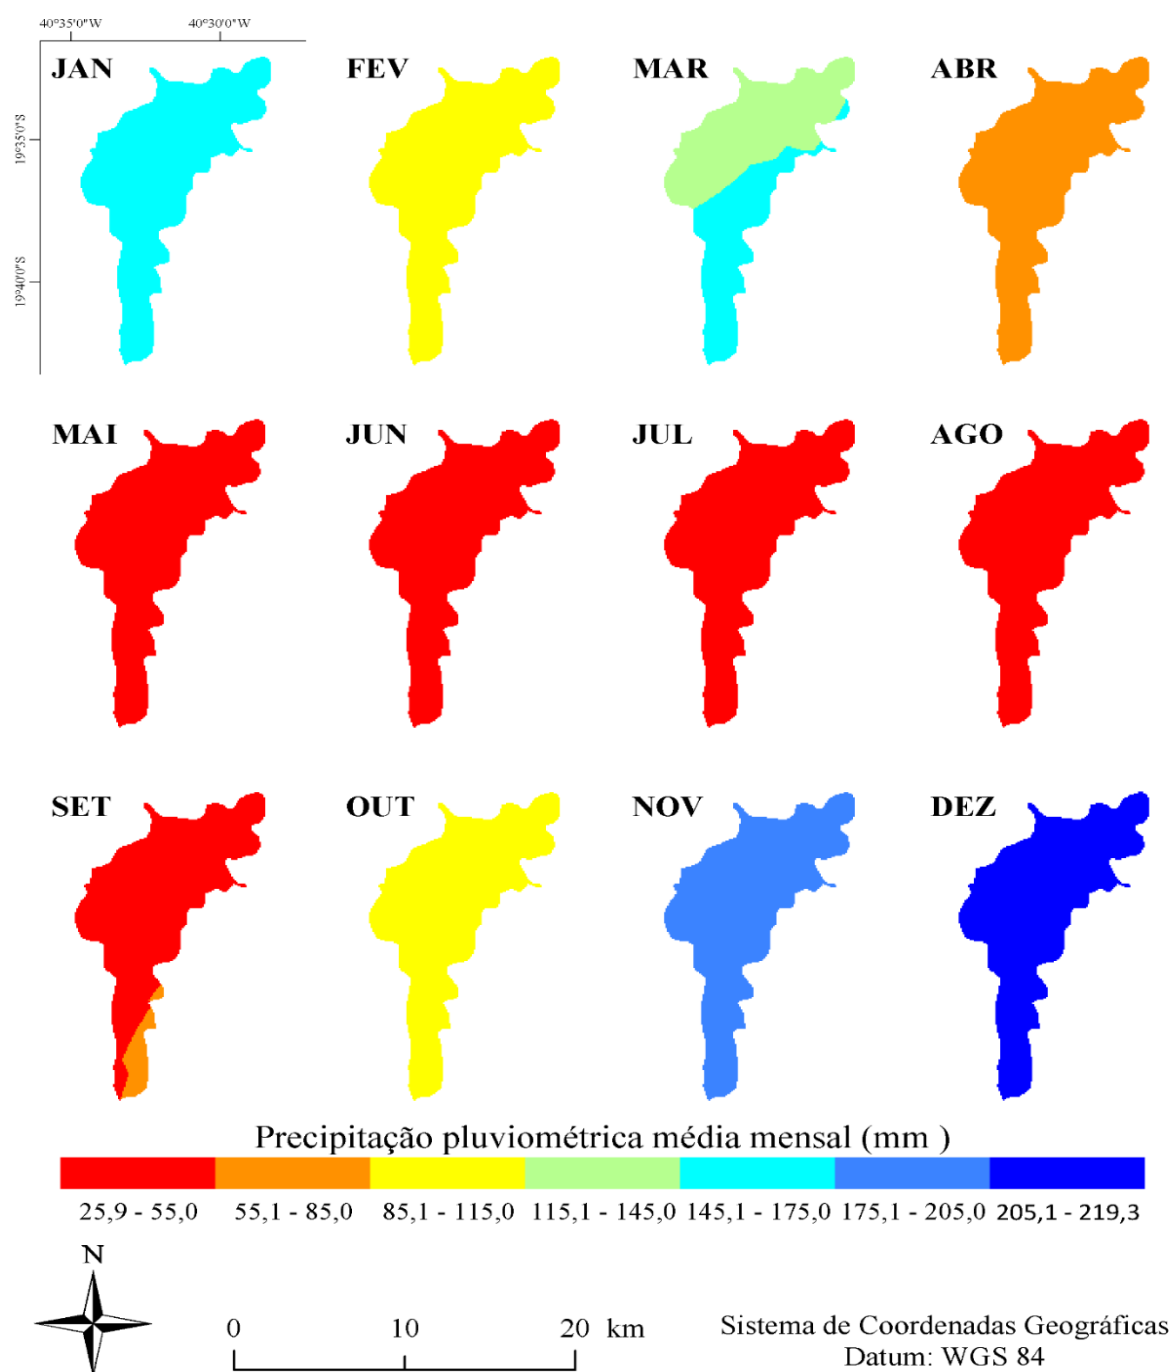 40°35'0"W 40°30'0"W
JAN FEV MAR ABR
19°35'0"S
19°40'0"S
MAI JUN JUL AGO
SET OUT NOV DEZ
Precipitação pluviométrica média mensal (mm )
25,9 - 55,0 55,1 - 85,0 85,1 - 115,0 115,1 - 145,0 145,1 - 175,0 175,1 - 205,0 205,1 - 219,3
N
0 10 20 km
Sistema de Coordenadas Geográficas
Datum: WGS 84